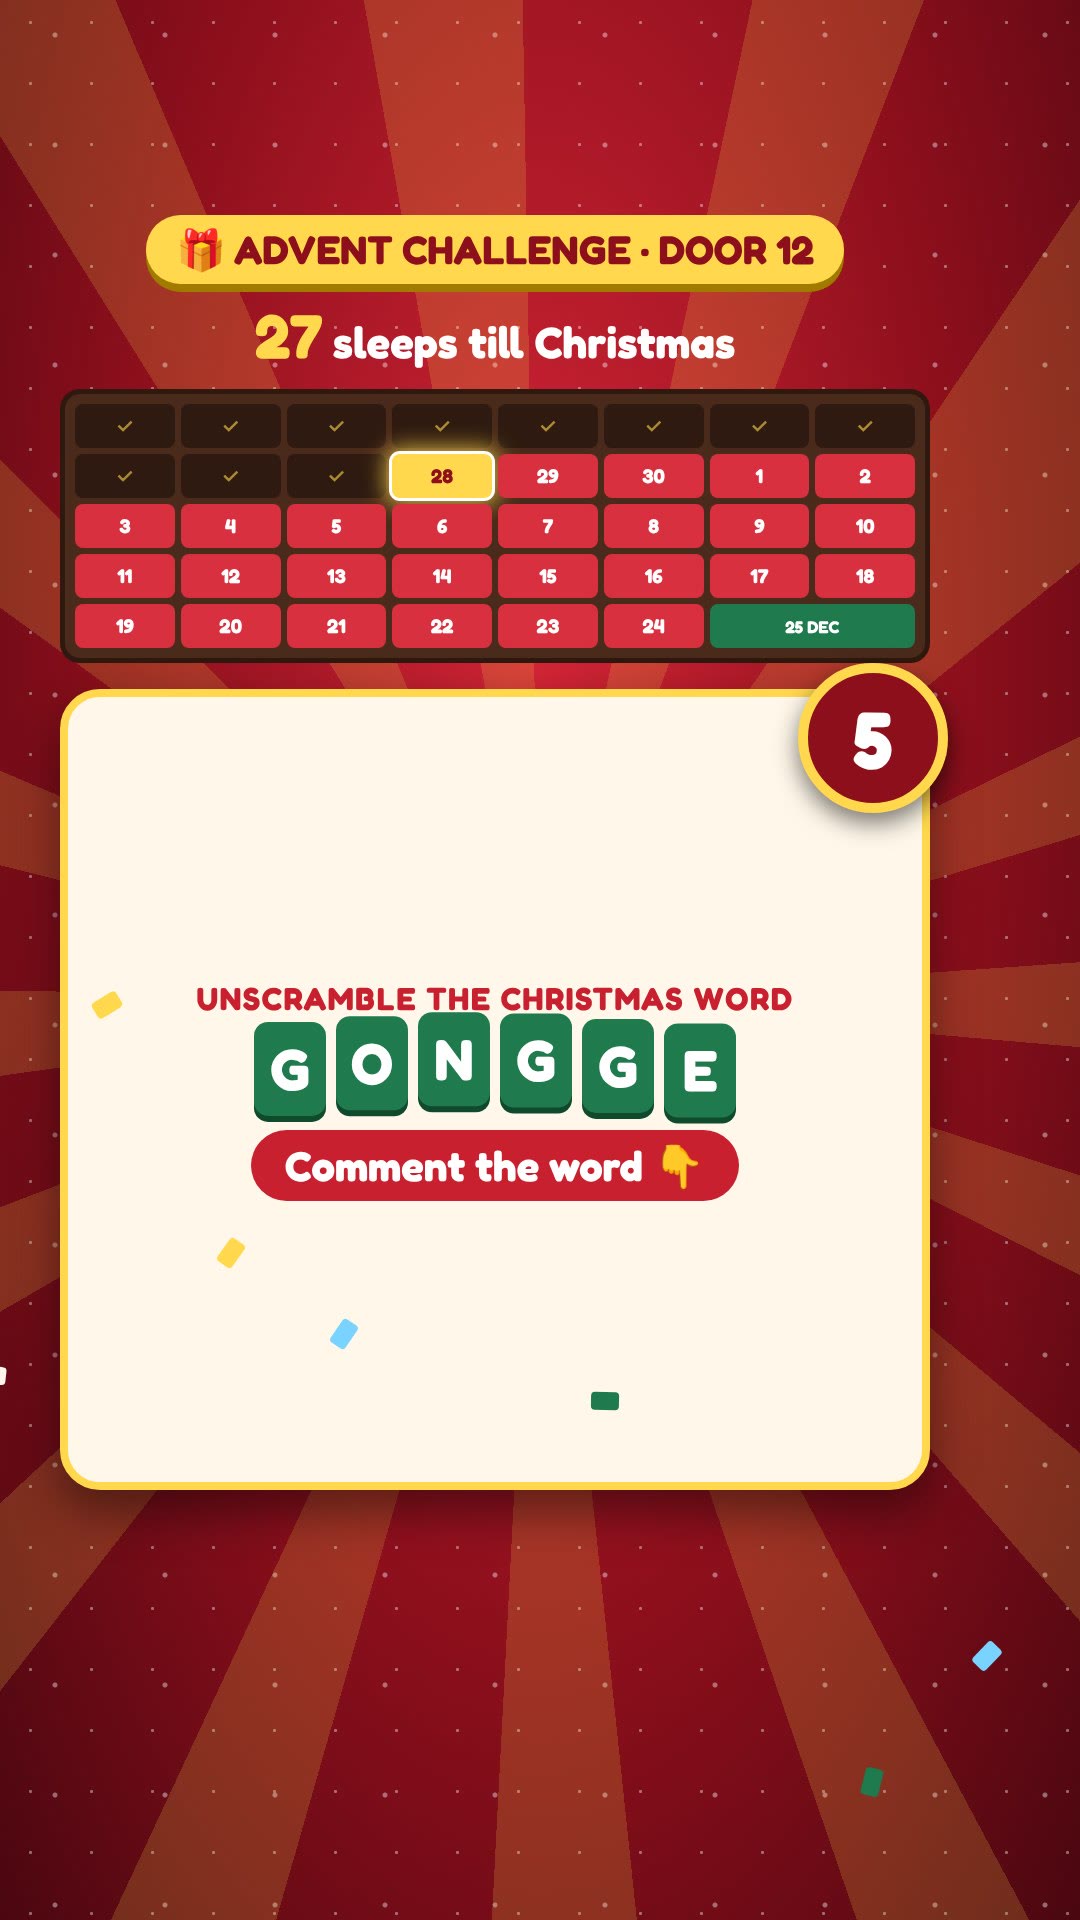 🎁 ADVENT CHALLENGE · DOOR 12
27 sleeps till Christmas
✓ ✓ ✓ ✓ ✓ ✓ ✓ ✓
✓ ✓ ✓ 28 29 30 1 2
3 4 5 6 7 8 9 10
11 12 13 14 15 16 17 18
19 20 21 22 23 24 25 DEC
5
UNSCRAMBLE THE CHRISTMAS WORD
G O N G G E
Comment the word 👇